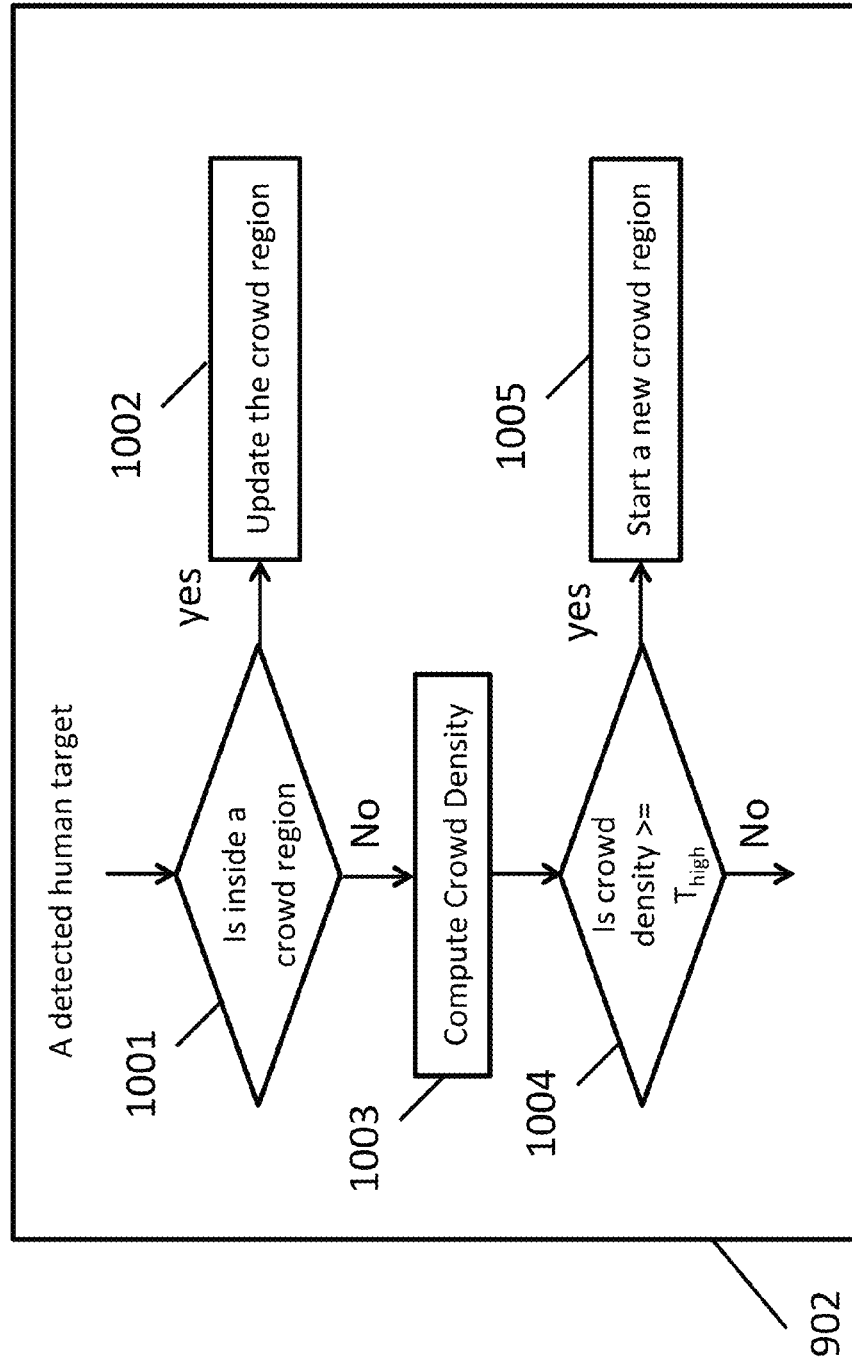 A detected human target
1001
Is inside a
crowd region
yes
1002
Update the crowd region
No
1003
Compute Crowd Density
1004
Is crowd
density >=
T_high
yes
1005
Start a new crowd region
No
902